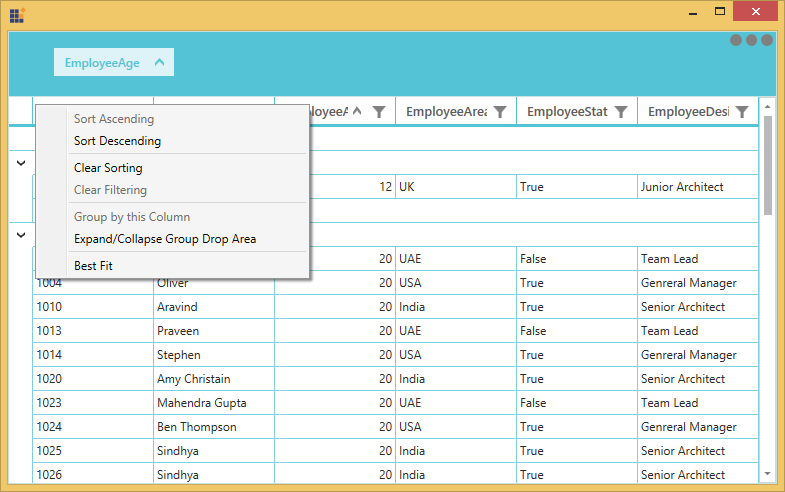 EmployeeAge
EmployeeArea EmployeeStat EmployeeDesi
Sort Ascending
Sort Descending
Clear Sorting
Clear Filtering
Group by this Column
Expand/Collapse Group Drop Area
Best Fit
12 UK True Junior Architect
20 UAE False Team Lead
1004 Oliver 20 USA True Genreral Manager
1010 Aravind 20 India True Senior Architect
1013 Praveen 20 UAE False Team Lead
1014 Stephen 20 USA True Genreral Manager
1020 Amy Christain 20 India True Senior Architect
1023 Mahendra Gupta 20 UAE False Team Lead
1024 Ben Thompson 20 USA True Genreral Manager
1025 Sindhya 20 India True Senior Architect
1026 Sindhya 20 India True Senior Architect